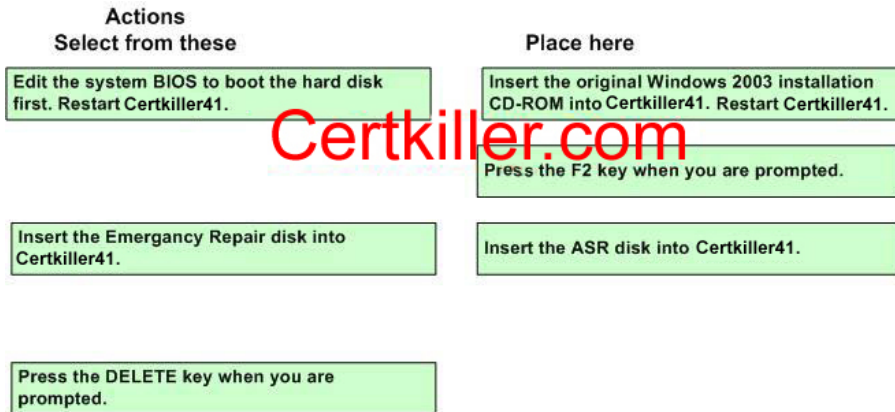 Actions
Select from these
Place here
Edit the system BIOS to boot the hard disk
first. Restart Certkiller41.
Insert the original Windows 2003 installation
CD-ROM into Certkiller41. Restart Certkiller41.
Certkiller.com
Press the F2 key when you are prompted.
Insert the Emergancy Repair disk into
Certkiller41.
Insert the ASR disk into Certkiller41.
Press the DELETE key when you are
prompted.